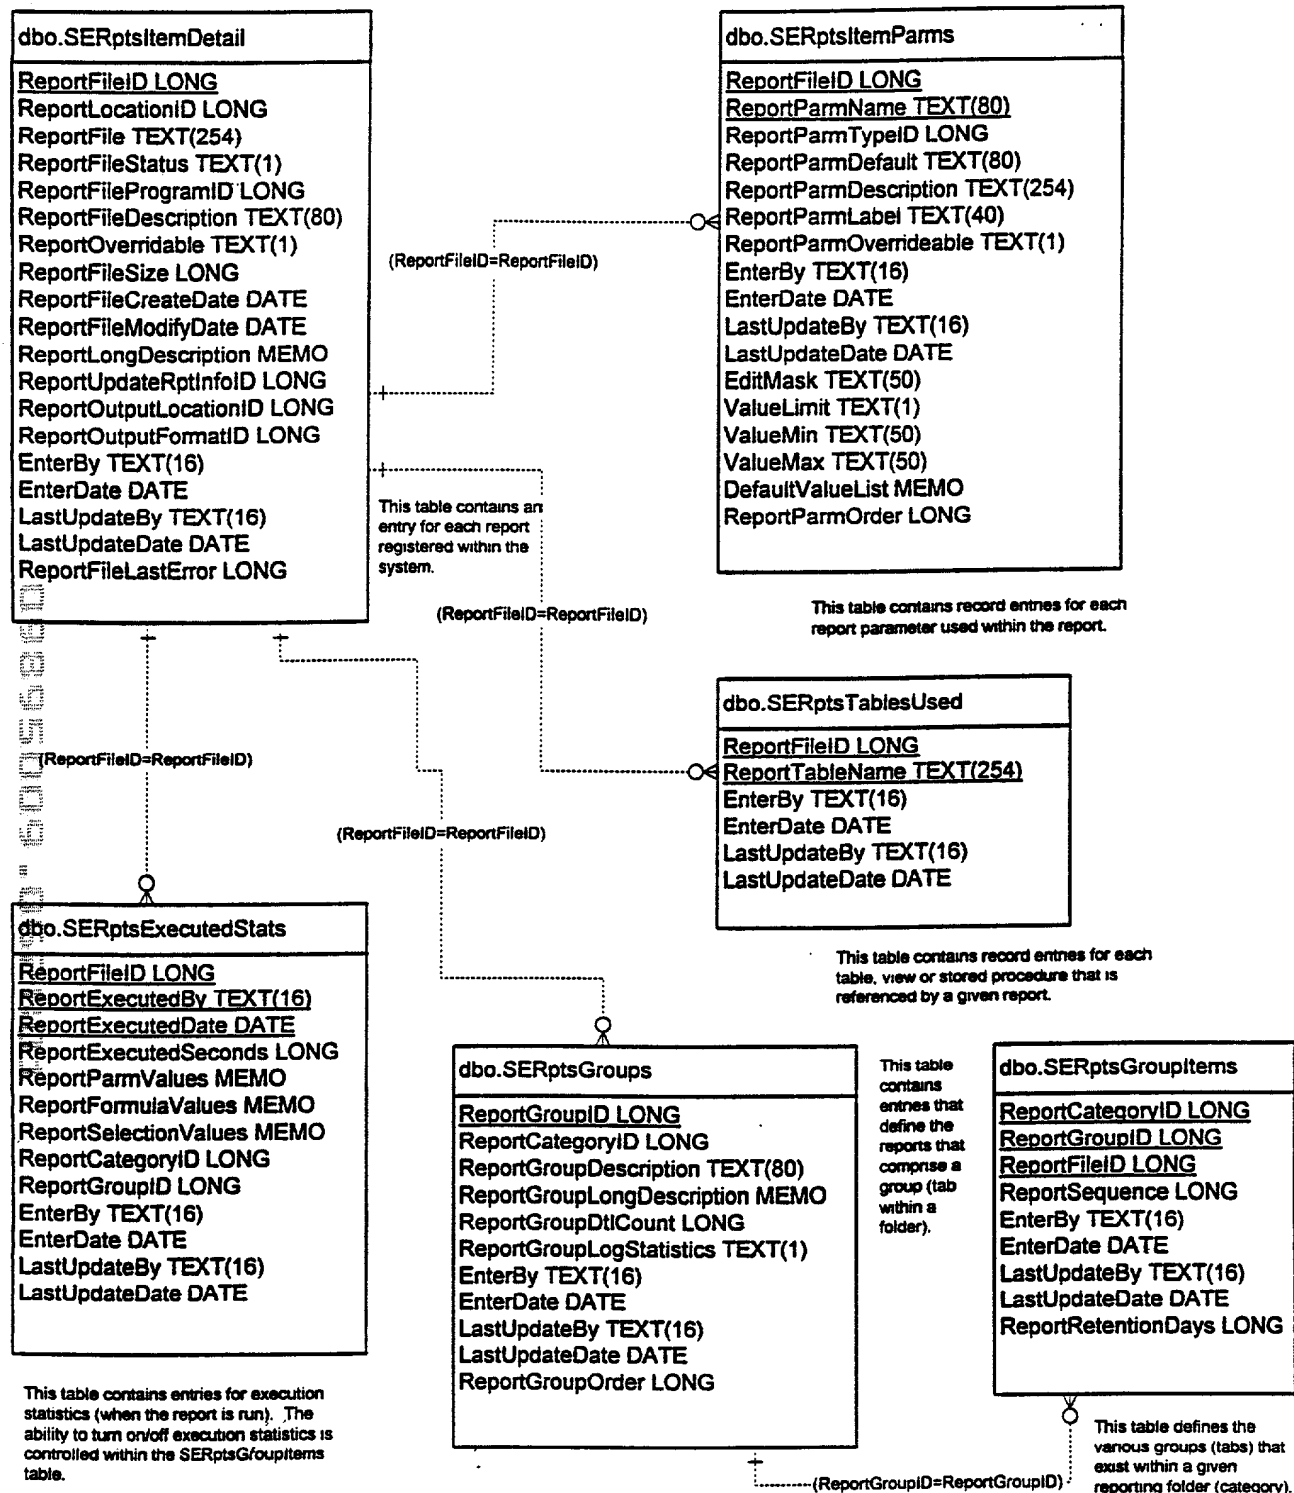 dbo.SERptsItemDetail
ReportFileID LONG
ReportLocationID LONG
ReportFile TEXT(254)
ReportFileStatus TEXT(1)
ReportFileProgramID LONG
ReportFileDescription TEXT(80)
ReportOverridable TEXT(1)
ReportFileSize LONG
ReportFileCreateDate DATE
ReportFileModifyDate DATE
ReportLongDescription MEMO
ReportUpdateRptInfoID LONG
ReportOutputLocationID LONG
ReportOutputFormatID LONG
EnterBy TEXT(16)
EnterDate DATE
LastUpdateBy TEXT(16)
LastUpdateDate DATE
ReportFileLastError LONG
dbo.SERptsItemParms
ReportFileID LONG
ReportParmName TEXT(80)
ReportParmTypeID LONG
ReportParmDefault TEXT(80)
ReportParmDescription TEXT(254)
ReportParmLabel TEXT(40)
ReportParmOverrideable TEXT(1)
EnterBy TEXT(16)
EnterDate DATE
LastUpdateBy TEXT(16)
LastUpdateDate DATE
EditMask TEXT(50)
ValueLimit TEXT(1)
ValueMin TEXT(50)
ValueMax TEXT(50)
DefaultValueList MEMO
ReportParmOrder LONG
(ReportFileID=ReportFileID)
This table contains an
entry for each report
registered within the
system.
(ReportFileID=ReportFileID)
This table contains record entries for each
report parameter used within the report.
dbo.SERptsTablesUsed
ReportFileID LONG
ReportTableName TEXT(254)
EnterBy TEXT(16)
EnterDate DATE
LastUpdateBy TEXT(16)
LastUpdateDate DATE
(ReportFileID=ReportFileID)
(ReportFileID=ReportFileID)
This table contains record entries for each
table, view or stored procedure that is
referenced by a given report.
dbo.SERptsExecutedStats
ReportFileID LONG
ReportExecutedBy TEXT(16)
ReportExecutedDate DATE
ReportExecutedSeconds LONG
ReportParmValues MEMO
ReportFormulaValues MEMO
ReportSelectionValues MEMO
ReportCategoryID LONG
ReportGroupID LONG
EnterBy TEXT(16)
EnterDate DATE
LastUpdateBy TEXT(16)
LastUpdateDate DATE
This table contains entries for execution
statistics (when the report is run). The
ability to turn on/off execution statistics is
controlled within the SERptsGroupItems
table.
dbo.SERptsGroups
ReportGroupID LONG
ReportCategoryID LONG
ReportGroupDescription TEXT(80)
ReportGroupLongDescription MEMO
ReportGroupDtlCount LONG
ReportGroupLogStatistics TEXT(1)
EnterBy TEXT(16)
EnterDate DATE
LastUpdateBy TEXT(16)
LastUpdateDate DATE
ReportGroupOrder LONG
This table
contains
entries that
define the
reports that
comprise a
group (tab
within a
folder).
dbo.SERptsGroupItems
ReportCategoryID LONG
ReportGroupID LONG
ReportFileID LONG
ReportSequence LONG
EnterBy TEXT(16)
EnterDate DATE
LastUpdateBy TEXT(16)
LastUpdateDate DATE
ReportRetentionDays LONG
This table defines the
various groups (tabs) that
exist within a given
reporting folder (category).
(ReportGroupID=ReportGroupID)